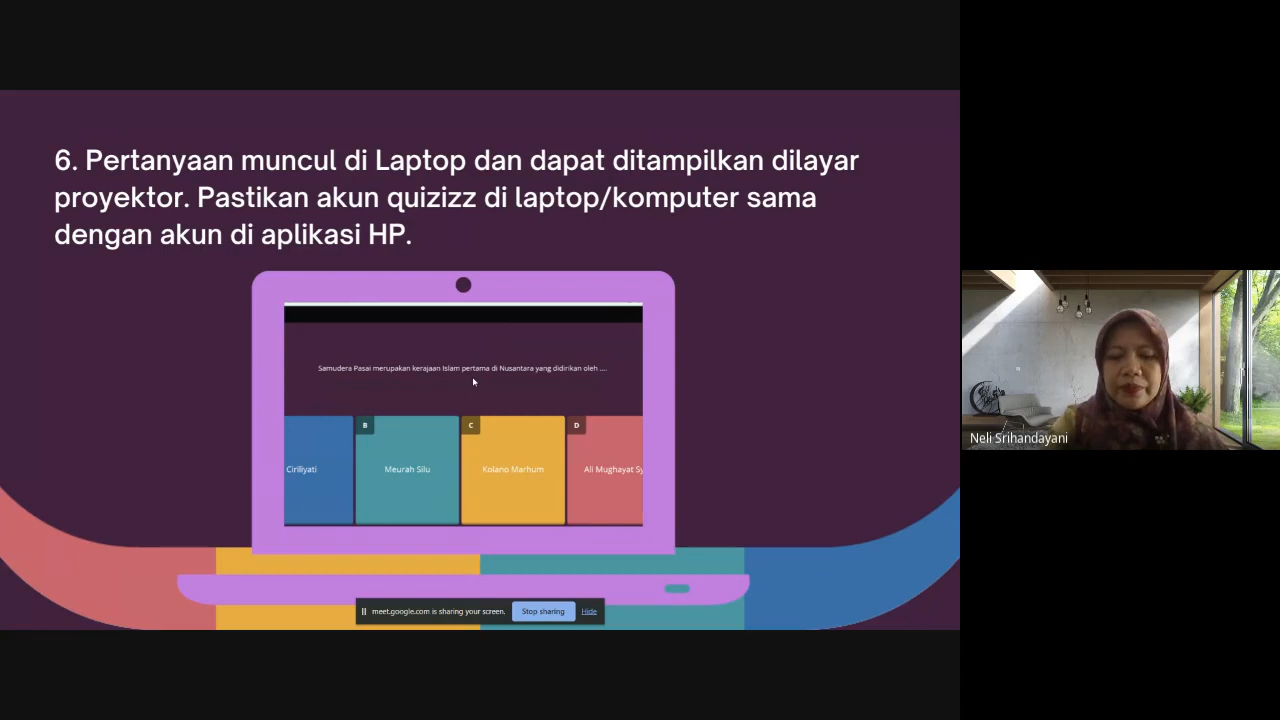 6. Pertanyaan muncul di Laptop dan dapat ditampilkan dilayar
proyektor. Pastikan akun quizizz di laptop/komputer sama
dengan akun di aplikasi HP.
Samudera Pasai merupakan kerajaan Islam pertama di Nusantara yang didirikan oleh ....
B
C
D
Ciriliyati
Meurah Silu
Kolano Marhum
Ali Mughayat Sy
meet.google.com is sharing your screen.
Stop sharing
Hide
Neli Srihandayani